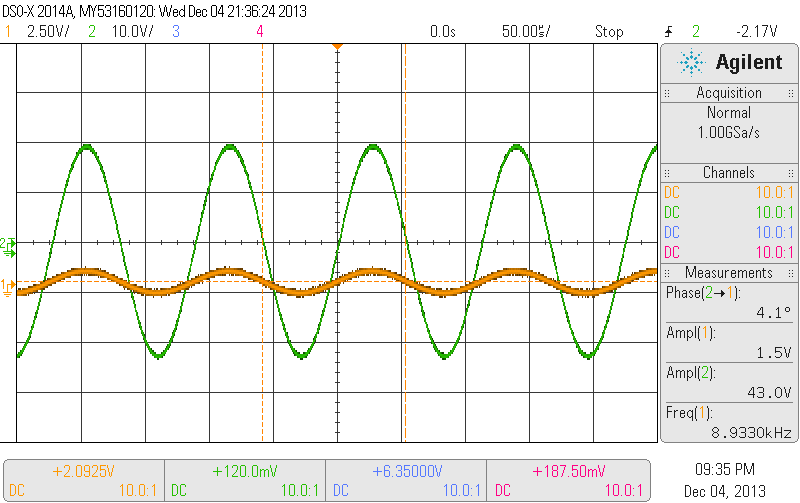 DSO-X 2014A, MY53160120: Wed Dec 04 21:36:24 2013
1 2.50V/ 2 10.0V/ 3 4 0.0s 50.00s/ Stop 2 -2.17V
Agilent
Acquisition
Normal
1.00GSa/s
Channels
DC 10.0:1
DC 10.0:1
DC 10.0:1
DC 10.0:1
Measurements
Phase(2→1):
4.1°
Ampl(1):
1.5V
Ampl(2):
43.0V
Freq(1):
8.9330kHz
2
1
+2.0925V +120.0mV +6.35000V +187.50mV
DC 10.0:1 DC 10.0:1 DC 10.0:1 DC 10.0:1
09:35 PM
Dec 04, 2013